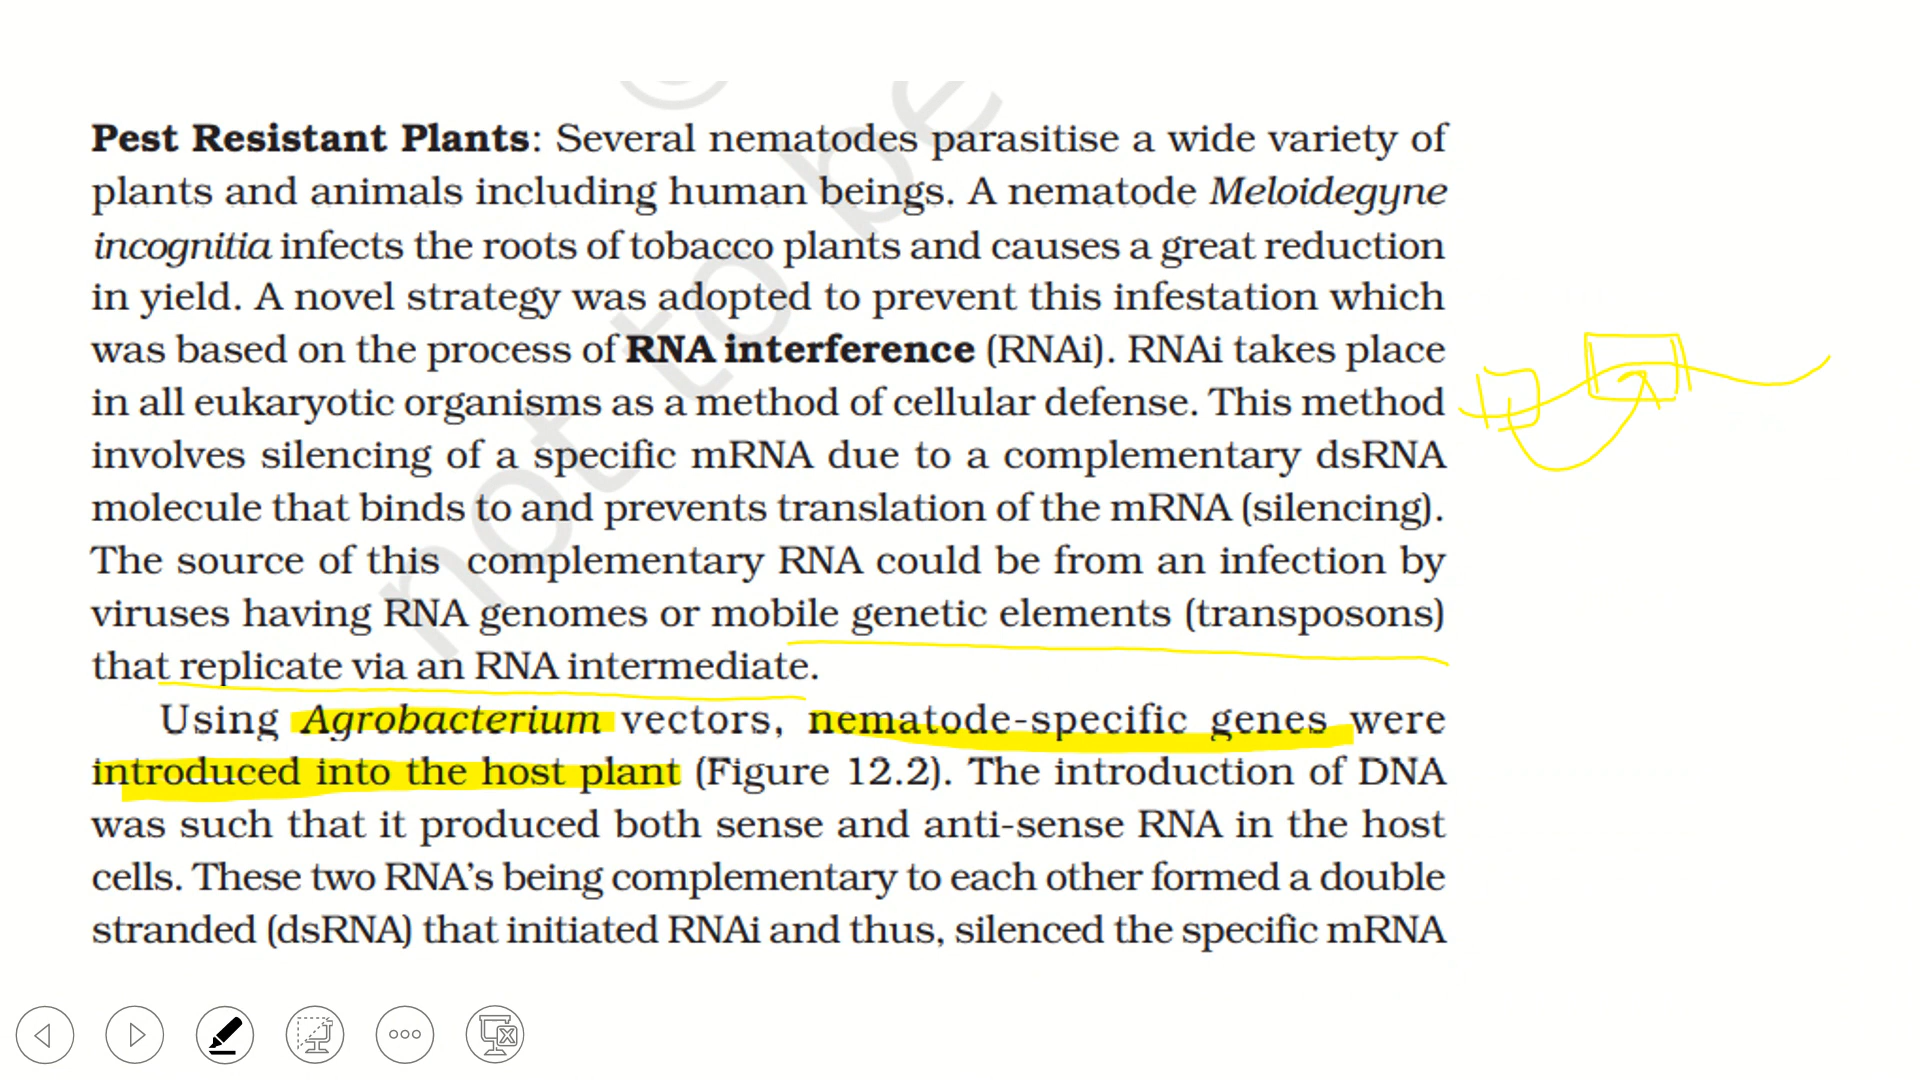 Pest Resistant Plants: Several nematodes parasitise a wide variety of
plants and animals including human beings. A nematode Meloidegyne
incognitia infects the roots of tobacco plants and causes a great reduction
in yield. A novel strategy was adopted to prevent this infestation which
was based on the process of RNA interference (RNAi). RNAi takes place
in all eukaryotic organisms as a method of cellular defense. This method
involves silencing of a specific mRNA due to a complementary dsRNA
molecule that binds to and prevents translation of the mRNA (silencing).
The source of this complementary RNA could be from an infection by
viruses having RNA genomes or mobile genetic elements (transposons)
that replicate via an RNA intermediate.
Using Agrobacterium vectors, nematode-specific genes were
introduced into the host plant (Figure 12.2). The introduction of DNA
was such that it produced both sense and anti-sense RNA in the host
cells. These two RNA's being complementary to each other formed a double
stranded (dsRNA) that initiated RNAi and thus, silenced the specific mRNA
not to be